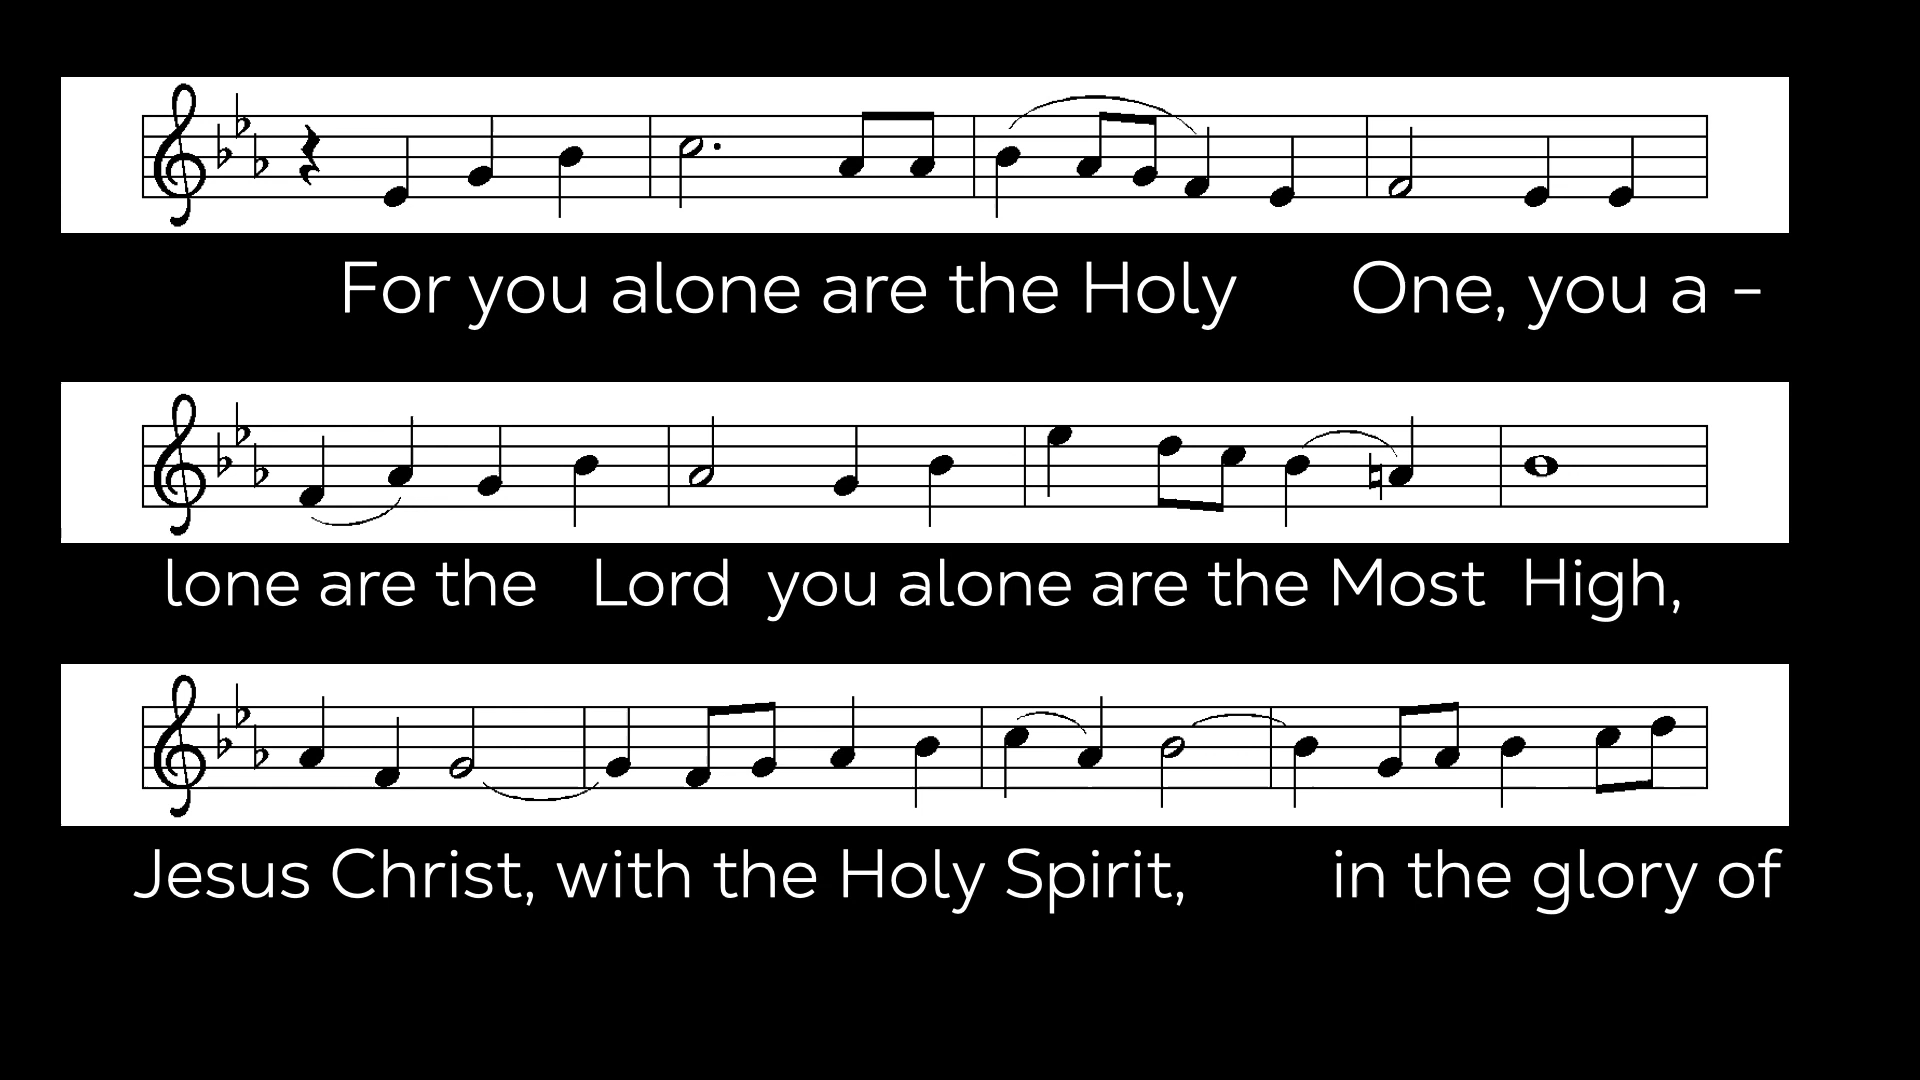 For you alone are the Holy One, you a -
lone are the Lord you alone are the Most High,
Jesus Christ, with the Holy Spirit, in the glory of